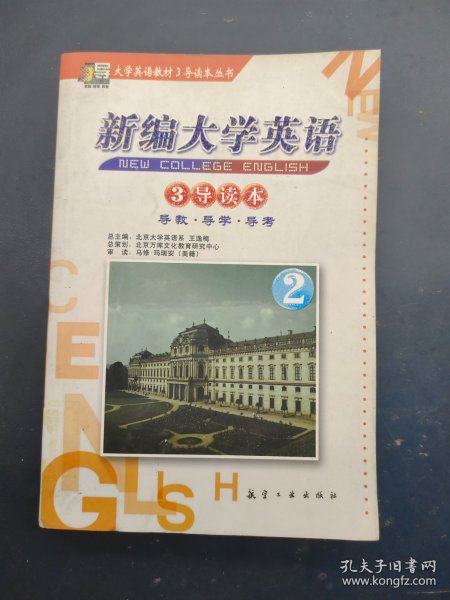 3导
大学英语教材3导读本丛书
NEW
新编大学英语
NEW COLLEGE ENGLISH
3导读本
导教·导学·导考
总主编：北京大学英语系 王逢梅
总策划：北京万库文化教育研究中心
审 读：马修·玛瑞安（美籍）
2
NEW
C
ENGLISH
航空工业出版社
孔夫子旧书网
www.kongfz.com